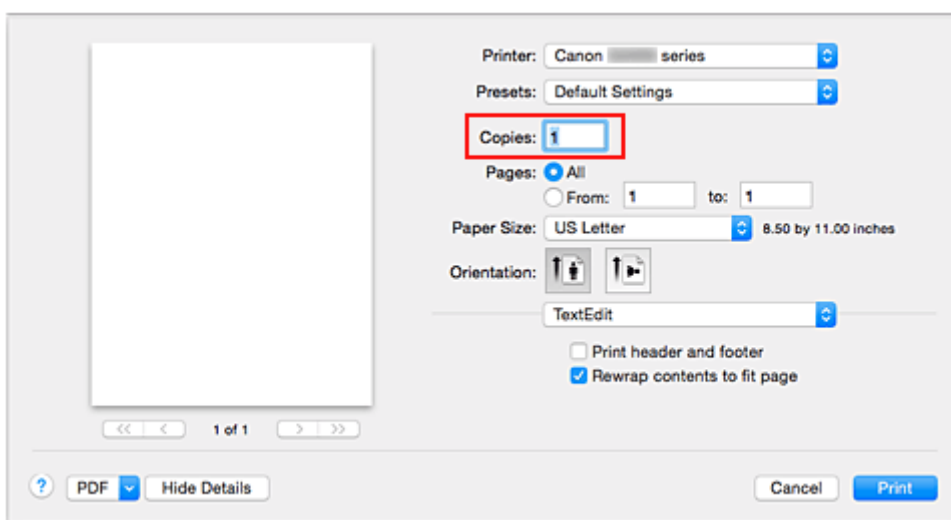 Printer: Canon series
Presets: Default Settings
Copies: 1
Pages: All
From: 1 to: 1
Paper Size: US Letter 8.50 by 11.00 inches
Orientation:
TextEdit
Print header and footer
Rewrap contents to fit page
<< < 1 of 1 > >>
? PDF Hide Details Cancel Print